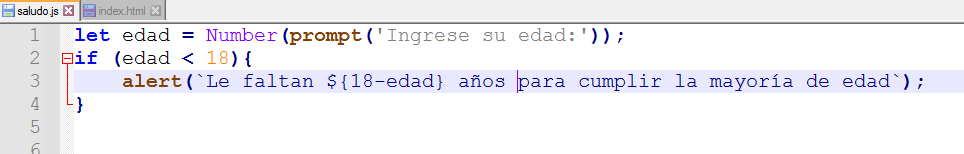 saludo.js index.html
1 let edad = Number(prompt('Ingrese su edad:'));
2 if (edad < 18){
3 alert(`Le faltan ${18-edad} años para cumplir la mayoría de edad`);
4 }
5
6